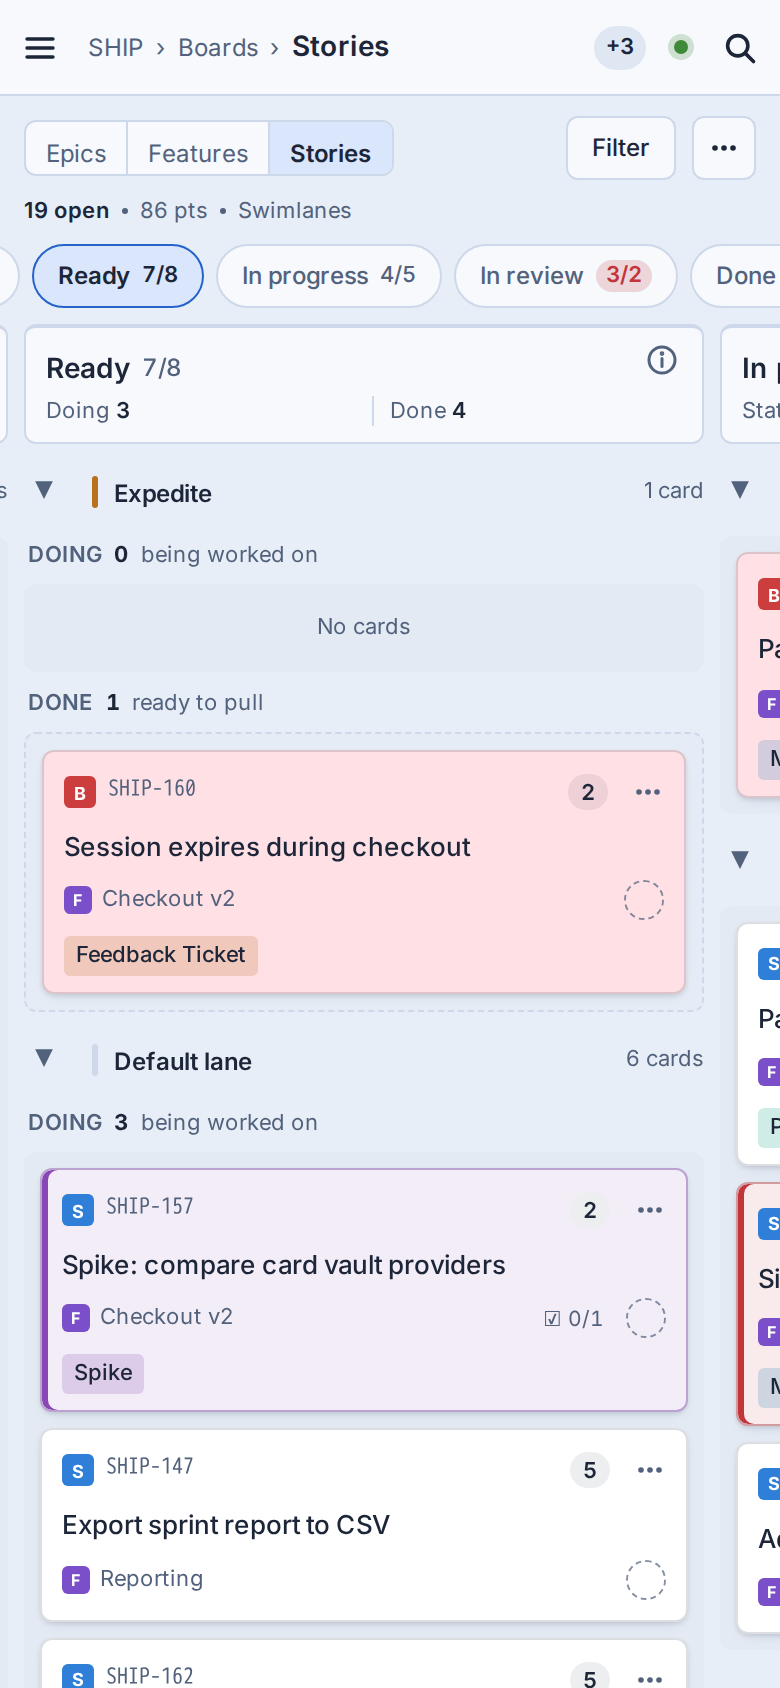 SHIP › Boards › Stories +3
Epics Features Stories Filter •••
19 open • 86 pts • Swimlanes
Ready 7/8 In progress 4/5 In review 3/2 Done
Ready 7/8
Doing 3 Done 4
Expedite 1 card
DOING 0 being worked on
No cards
DONE 1 ready to pull
B SHIP-160 2 •••
Session expires during checkout
F Checkout v2
Feedback Ticket
Default lane 6 cards
DOING 3 being worked on
S SHIP-157 2 •••
Spike: compare card vault providers
F Checkout v2 ☑ 0/1
Spike
S SHIP-147 5 •••
Export sprint report to CSV
F Reporting
S SHIP-162 5 •••
In
B
F
S
F
S
F
S
F